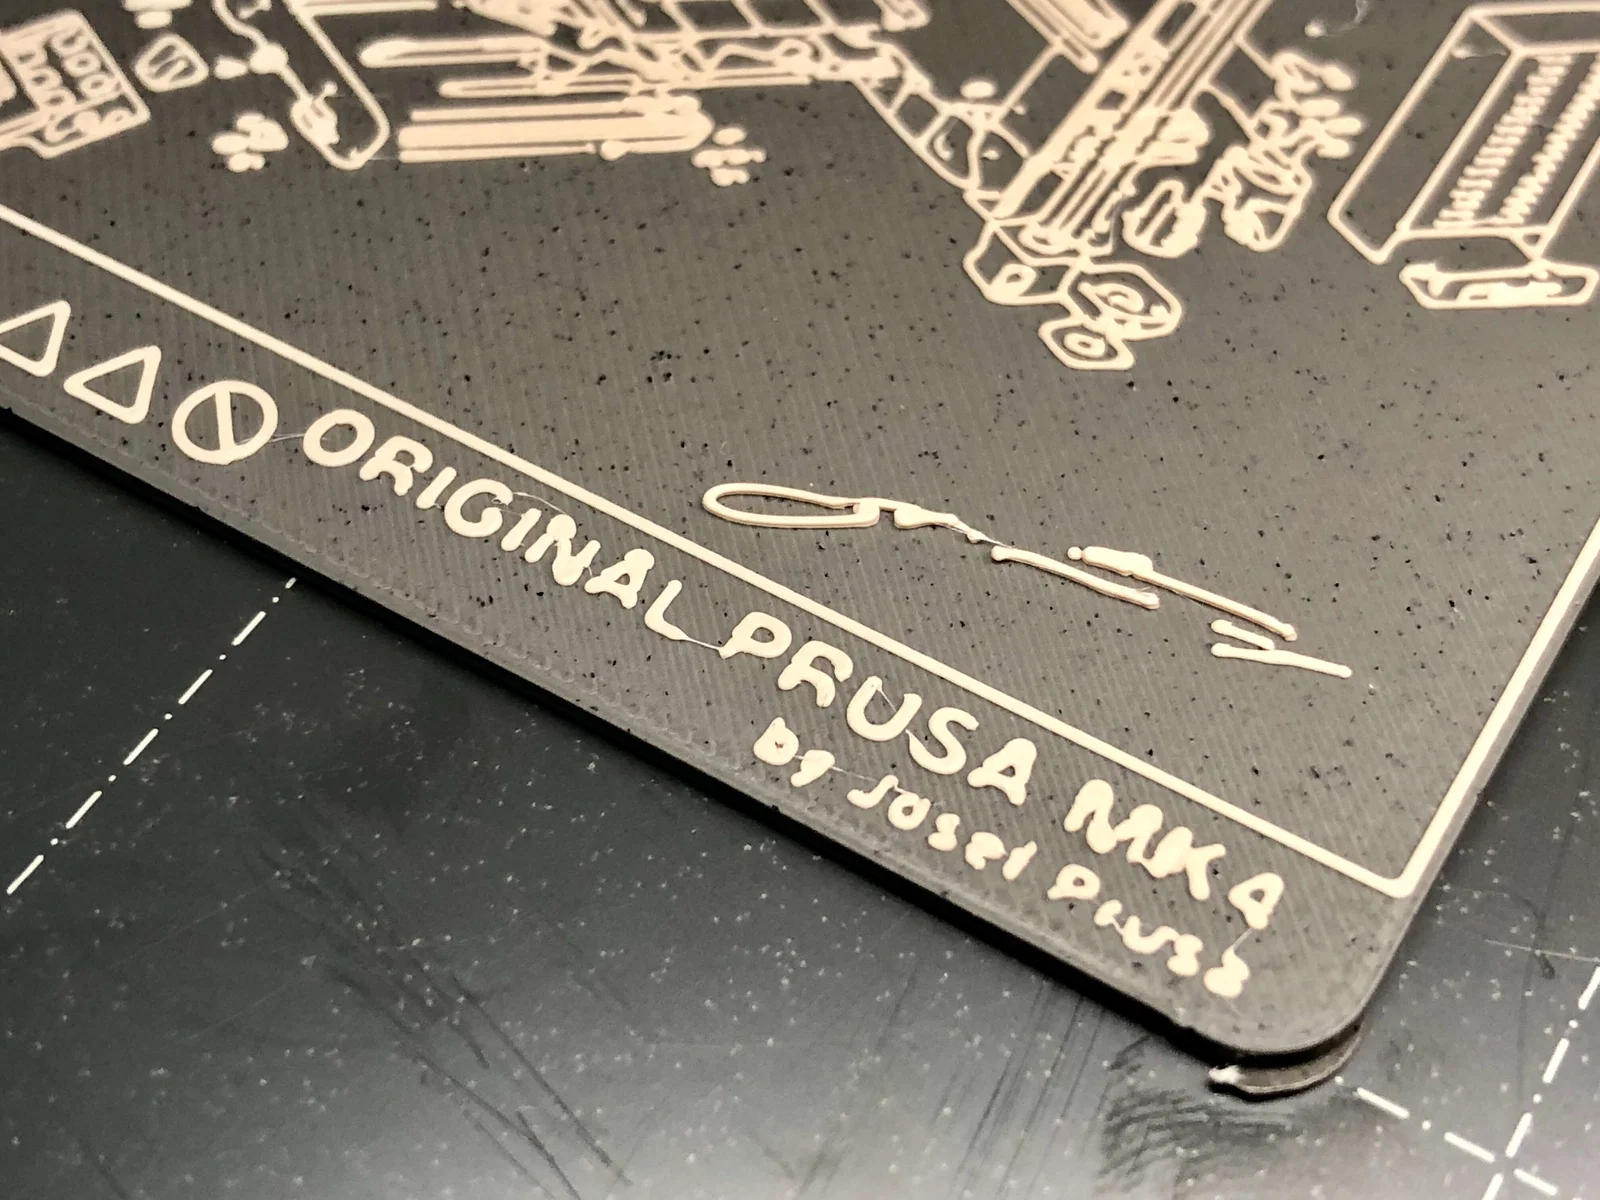 ORIGINAL PRUSA MK4
by Josef Prusa